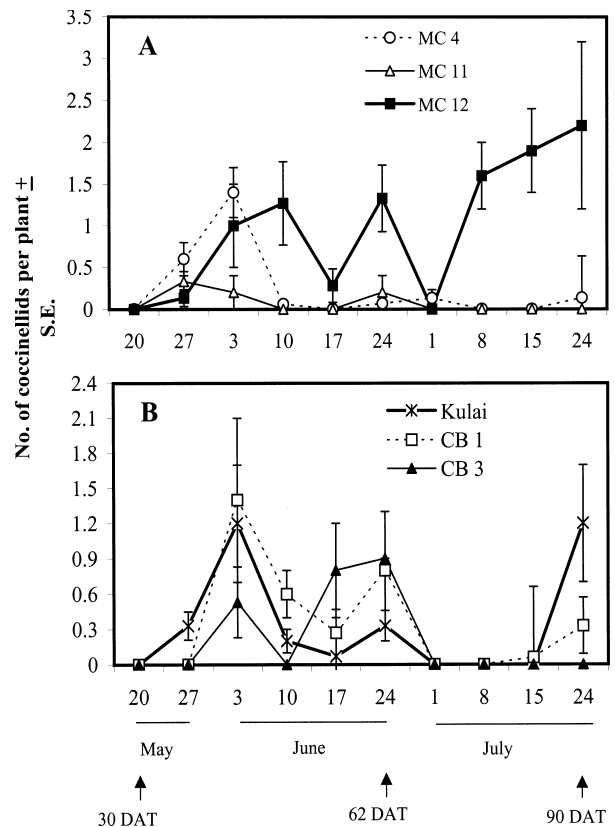 No. of coccinellids per plant ±
S.E.
A
MC 4
MC 11
MC 12
3.5
3
2.5
2
1.5
1
0.5
0
20 27 3 10 17 24 1 8 15 24
B
Kulai
CB 1
CB 3
2.4
2.1
1.8
1.5
1.2
0.9
0.6
0.3
0
20 27 3 10 17 24 1 8 15 24
May June July
30 DAT 62 DAT 90 DAT